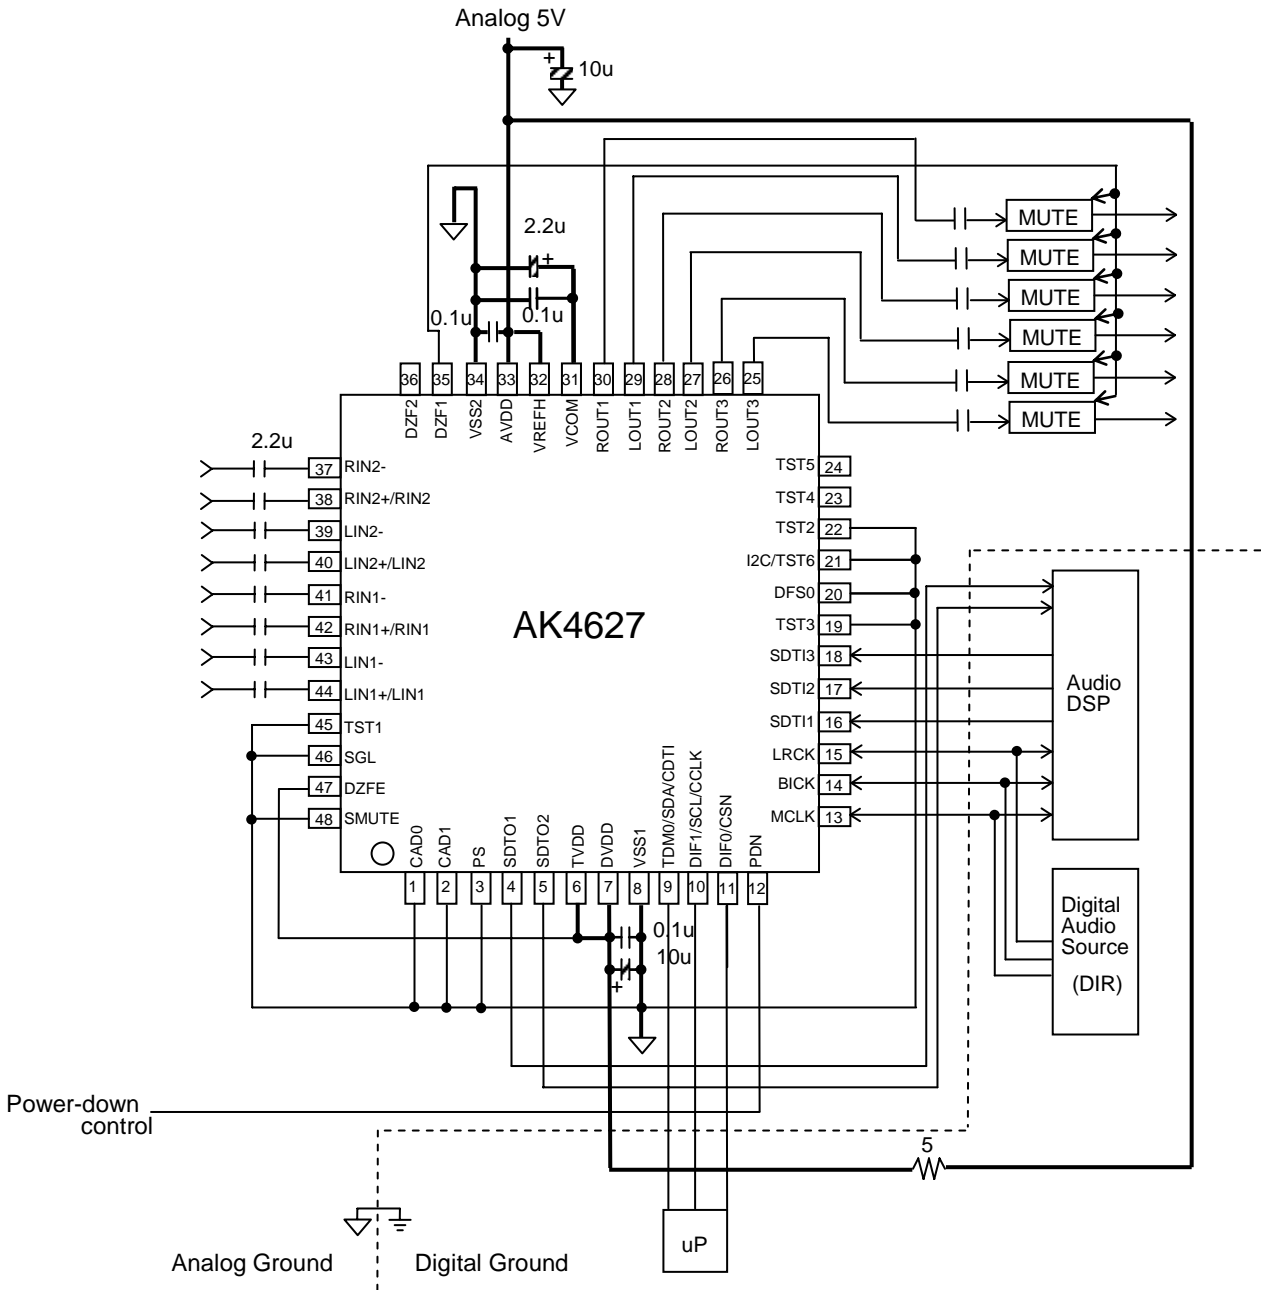 Analog 5V
10u
2.2u
0.1u
0.1u
MUTE
MUTE
MUTE
MUTE
MUTE
MUTE
36
35
34
33
32
31
30
29
28
27
26
25
DZF2
DZF1
VSS2
AVDD
VREFH
VCOM
ROUT1
LOUT1
ROUT2
LOUT2
ROUT3
LOUT3
2.2u
37 RIN2-
38 RIN2+/RIN2
39 LIN2-
40 LIN2+/LIN2
41 RIN1-
42 RIN1+/RIN1
43 LIN1-
44 LIN1+/LIN1
45 TST1
46 SGL
47 DZFE
48 SMUTE
AK4627
TST5 24
TST4 23
TST2 22
I2C/TST6 21
DFS0 20
TST3 19
SDTI3 18
SDTI2 17
SDTI1 16
LRCK 15
BICK 14
MCLK 13
Audio
DSP
Digital
Audio
Source
(DIR)
CAD0
CAD1
PS
SDTO1
SDTO2
TVDD
DVDD
VSS1
TDM0/SDA/CDTI
DIF1/SCL/CCLK
DIF0/CSN
PDN
1
2
3
4
5
6
7
8
9
10
11
12
0.1u
10u
Power-down
control
5
uP
Analog Ground
Digital Ground